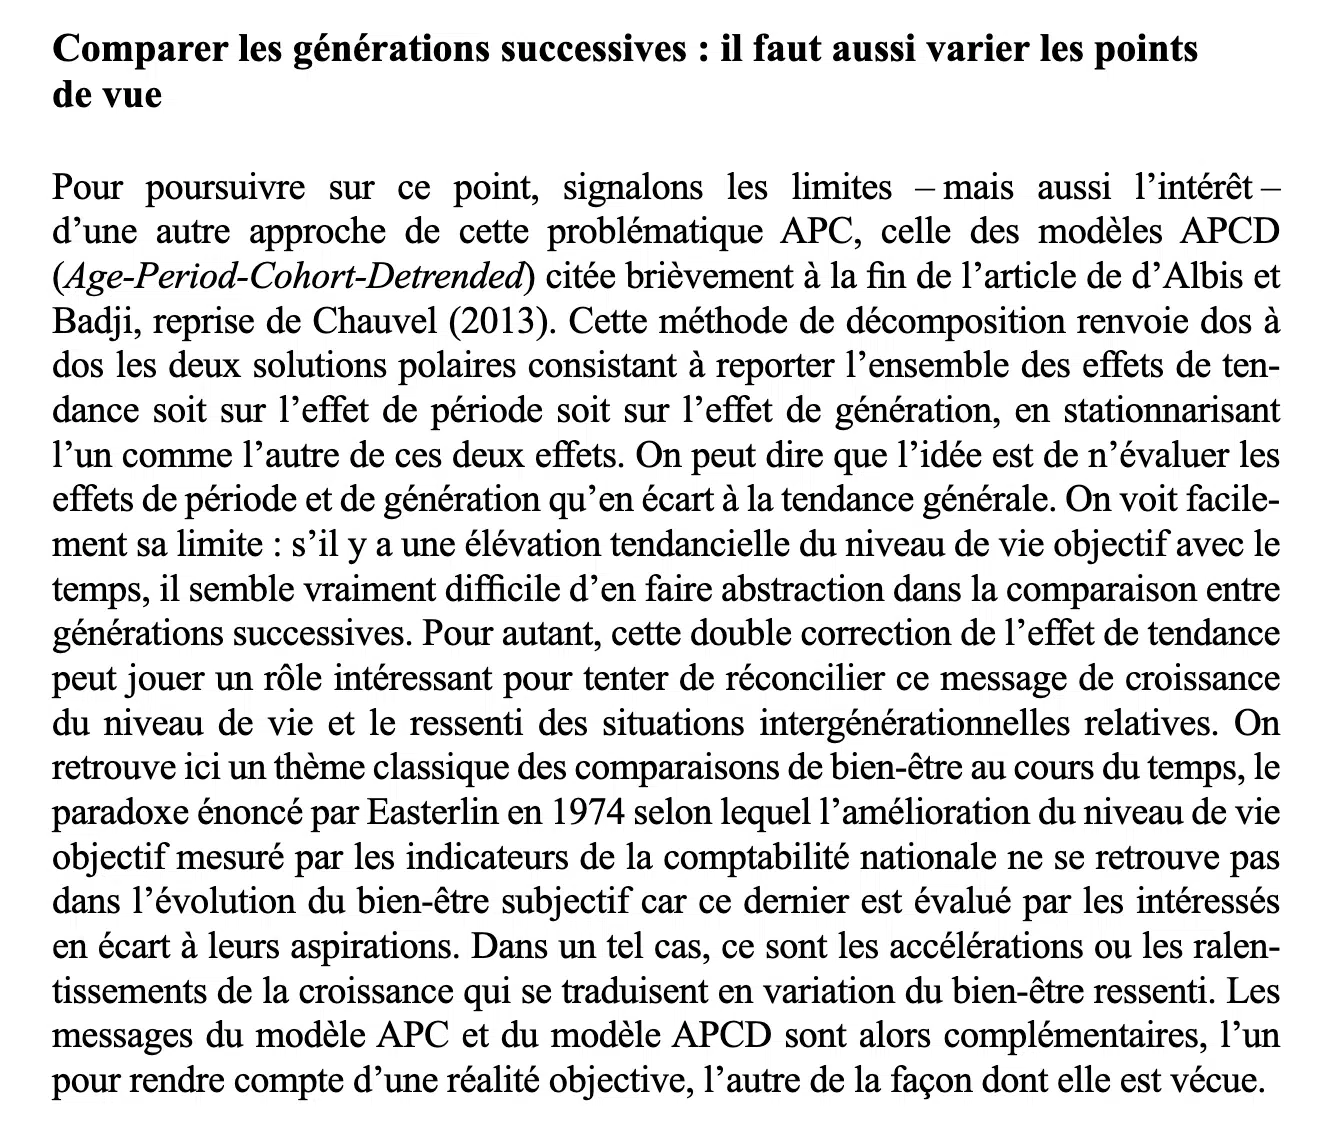 Comparer les générations successives : il faut aussi varier les points
de vue
Pour poursuivre sur ce point, signalons les limites – mais aussi l’intérêt –
d’une autre approche de cette problématique APC, celle des modèles APCD
(Age-Period-Cohort-Detrended) citée brièvement à la fin de l’article de d’Albis et
Badji, reprise de Chauvel (2013). Cette méthode de décomposition renvoie dos à
dos les deux solutions polaires consistant à reporter l’ensemble des effets de ten-
dance soit sur l’effet de période soit sur l’effet de génération, en stationnarisant
l’un comme l’autre de ces deux effets. On peut dire que l’idée est de n’évaluer les
effets de période et de génération qu’en écart à la tendance générale. On voit facile-
ment sa limite : s’il y a une élévation tendancielle du niveau de vie objectif avec le
temps, il semble vraiment difficile d’en faire abstraction dans la comparaison entre
générations successives. Pour autant, cette double correction de l’effet de tendance
peut jouer un rôle intéressant pour tenter de réconcilier ce message de croissance
du niveau de vie et le ressenti des situations intergénérationnelles relatives. On
retrouve ici un thème classique des comparaisons de bien-être au cours du temps, le
paradoxe énoncé par Easterlin en 1974 selon lequel l’amélioration du niveau de vie
objectif mesuré par les indicateurs de la comptabilité nationale ne se retrouve pas
dans l’évolution du bien-être subjectif car ce dernier est évalué par les intéressés
en écart à leurs aspirations. Dans un tel cas, ce sont les accélérations ou les ralen-
tissements de la croissance qui se traduisent en variation du bien-être ressenti. Les
messages du modèle APC et du modèle APCD sont alors complémentaires, l’un
pour rendre compte d’une réalité objective, l’autre de la façon dont elle est vécue.